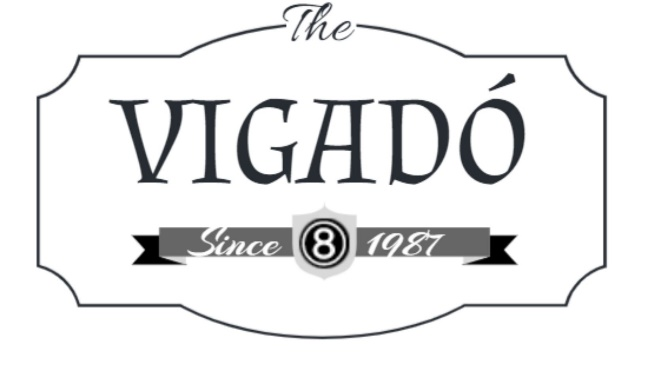 The
VIGADÓ
Since 8 1987